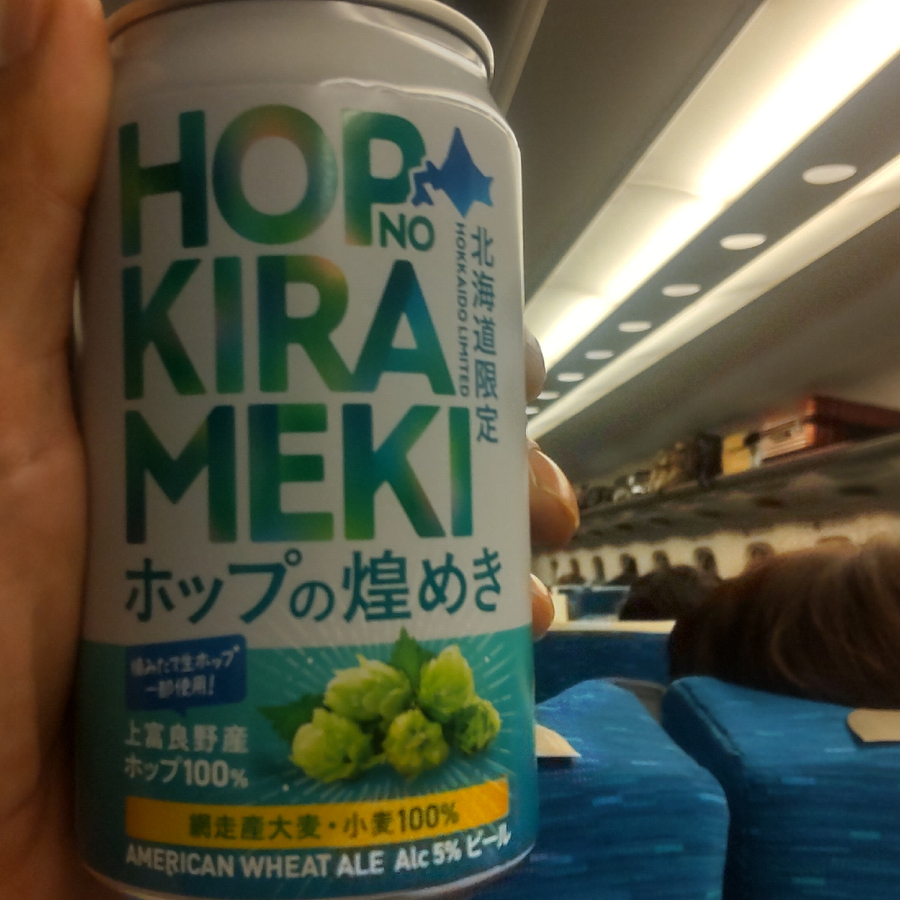 HOP
NO
KIRA
MEKI
北海道限定
HOKKAIDO LIMITED
ホップの煌めき
摘みたて生ホップ
一部使用!
上富良野産
ホップ100%
網走産大麦・小麦100%
AMERICAN WHEAT ALE Alc 5% ビール